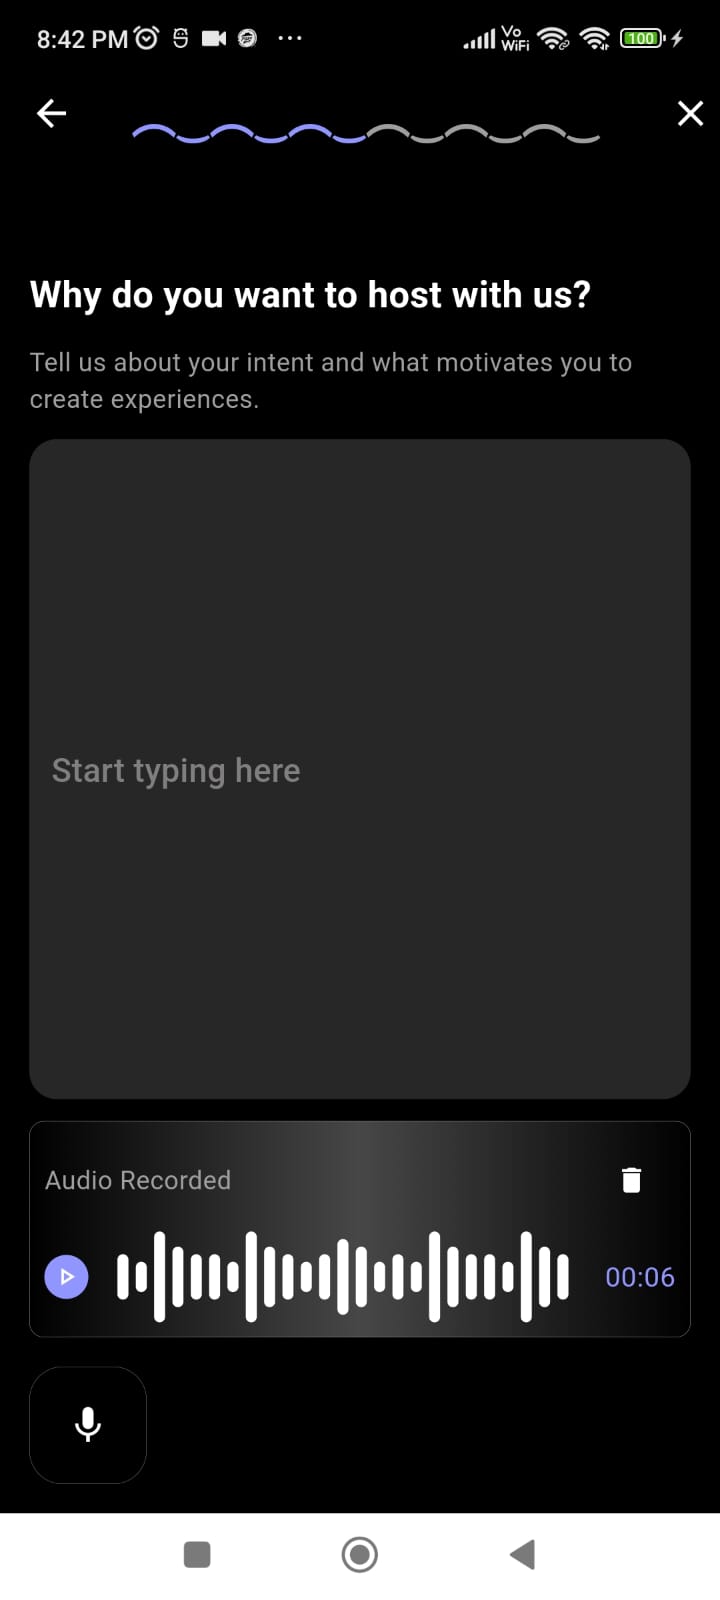 8:42 PM
Vo
WiFi
100
Why do you want to host with us?
Tell us about your intent and what motivates you to
create experiences.
Start typing here
Audio Recorded
00:06